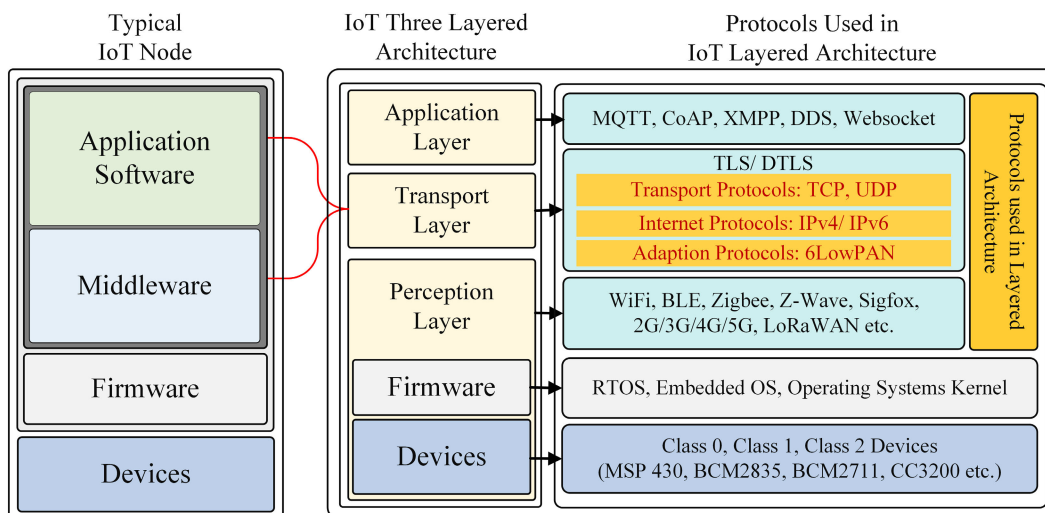 Typical
IoT Node
Application
Software
Middleware
Firmware
Devices
IoT Three Layered
Architecture
Application
Layer
Transport
Layer
Perception
Layer
Firmware
Devices
Protocols Used in
IoT Layered Architecture
MQTT, CoAP, XMPP, DDS, Websocket
TLS/ DTLS
Transport Protocols: TCP, UDP
Internet Protocols: IPv4/ IPv6
Adaption Protocols: 6LowPAN
WiFi, BLE, Zigbee, Z-Wave, Sigfox,
2G/3G/4G/5G, LoRaWAN etc.
RTOS, Embedded OS, Operating Systems Kernel
Class 0, Class 1, Class 2 Devices
(MSP 430, BCM2835, BCM2711, CC3200 etc.)
Protocols used in Layered
Architecture